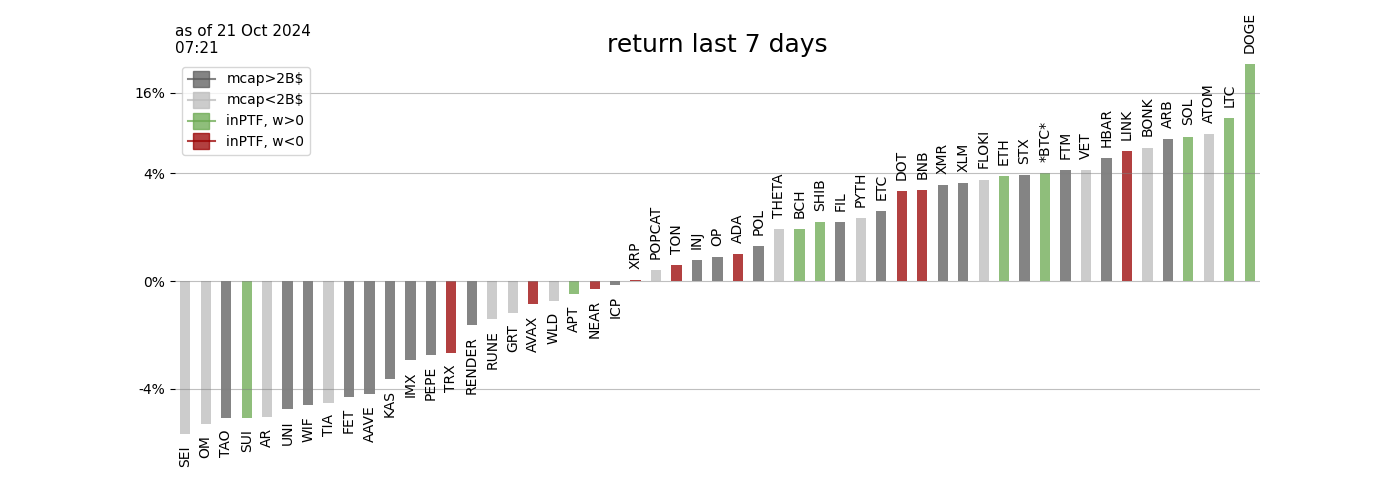 as of 21 Oct 2024
07:21
return last 7 days
mcap>2B$
mcap<2B$
inPTF, w>0
inPTF, w<0
16%
4%
0%
-4%
SEI
OM
TAO
SUI
AR
UNI
WIF
TIA
FET
AAVE
KAS
IMX
PEPE
TRX
RENDER
RUNE
GRT
AVAX
WLD
APT
NEAR
ICP
XRP
POPCAT
TON
INJ
OP
ADA
POL
THETA
BCH
SHIB
FIL
PYTH
ETC
DOT
BNB
XMR
XLM
FLOKI
ETH
STX
*BTC*
FTM
VET
HBAR
LINK
BONK
ARB
SOL
ATOM
LTC
DOGE